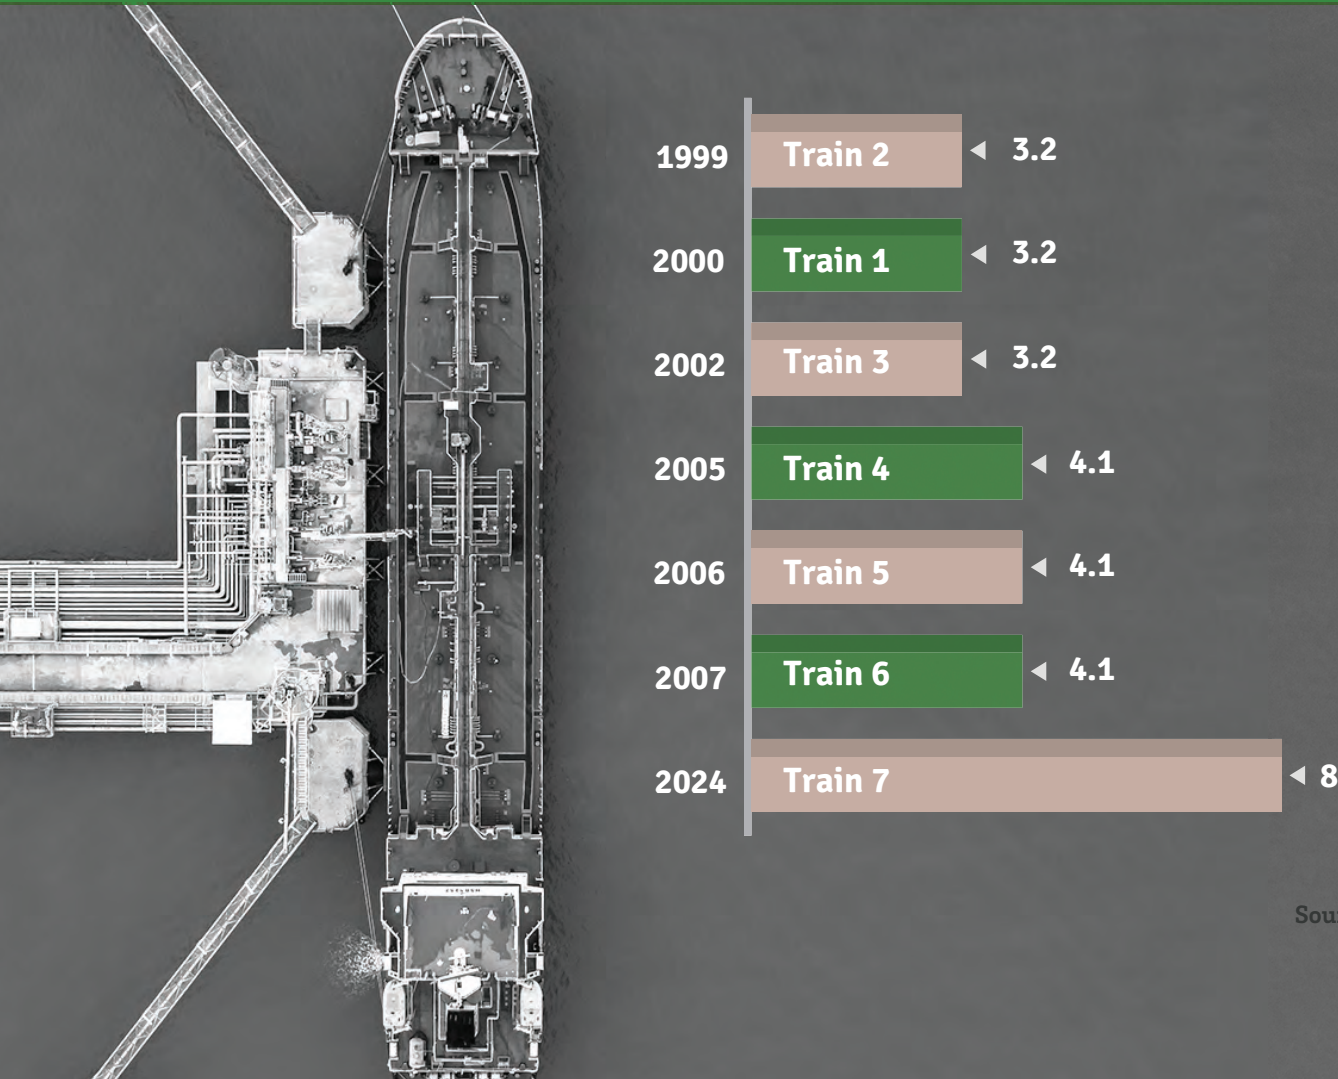 1999 Train 2 3.2
2000 Train 1 3.2
2002 Train 3 3.2
2005 Train 4 4.1
2006 Train 5 4.1
2007 Train 6 4.1
2024 Train 7 8
Sou